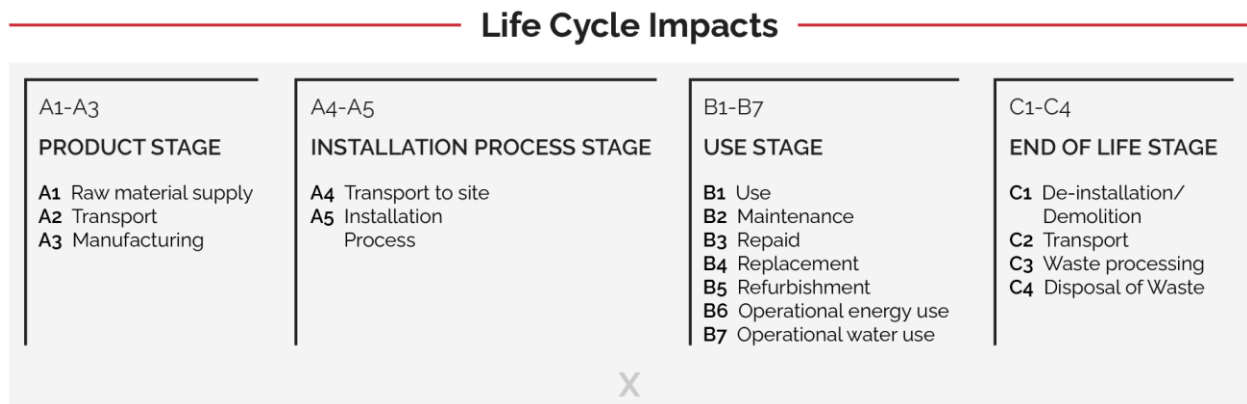 Life Cycle Impacts
A1-A3
PRODUCT STAGE
A1 Raw material supply
A2 Transport
A3 Manufacturing
A4-A5
INSTALLATION PROCESS STAGE
A4 Transport to site
A5 Installation
Process
B1-B7
USE STAGE
B1 Use
B2 Maintenance
B3 Repaid
B4 Replacement
B5 Refurbishment
B6 Operational energy use
B7 Operational water use
C1-C4
END OF LIFE STAGE
C1 De-installation/
Demolition
C2 Transport
C3 Waste processing
C4 Disposal of Waste
X